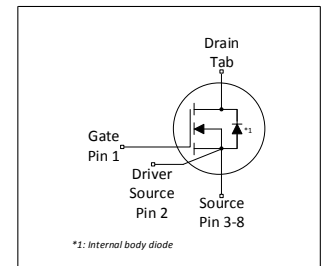 Drain
Tab
*1
Gate
Pin 1
Driver
Source
Pin 2
Source
Pin 3-8
*1: Internal body diode